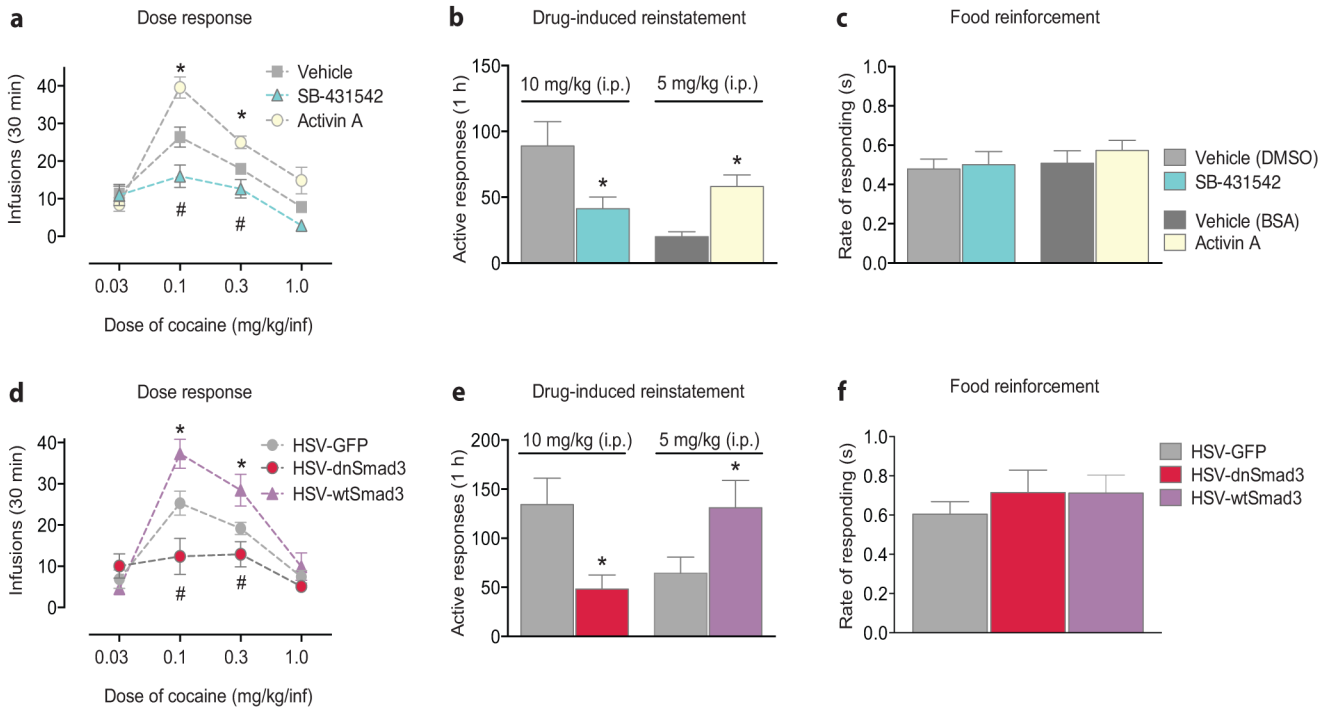 a
Dose response
Infusions (30 min)
40
30
20
10
0
*
*
#
#
Vehicle
SB-431542
Activin A
0.03 0.1 0.3 1.0
Dose of cocaine (mg/kg/inf)
b
Drug-induced reinstatement
Active responses (1 h)
150
100
50
0
10 mg/kg (i.p.) 5 mg/kg (i.p.)
*
*
c
Food reinforcement
Rate of responding (s)
1.0
0.8
0.6
0.4
0.2
0.0
Vehicle (DMSO)
SB-431542
Vehicle (BSA)
Activin A
d
Dose response
Infusions (30 min)
40
30
20
10
0
*
*
#
#
HSV-GFP
HSV-dnSmad3
HSV-wtSmad3
0.03 0.1 0.3 1.0
Dose of cocaine (mg/kg/inf)
e
Drug-induced reinstatement
Active responses (1 h)
200
150
100
50
0
10 mg/kg (i.p.) 5 mg/kg (i.p.)
*
*
f
Food reinforcement
Rate of responding (s)
1.0
0.8
0.6
0.4
0.2
0.0
HSV-GFP
HSV-dnSmad3
HSV-wtSmad3